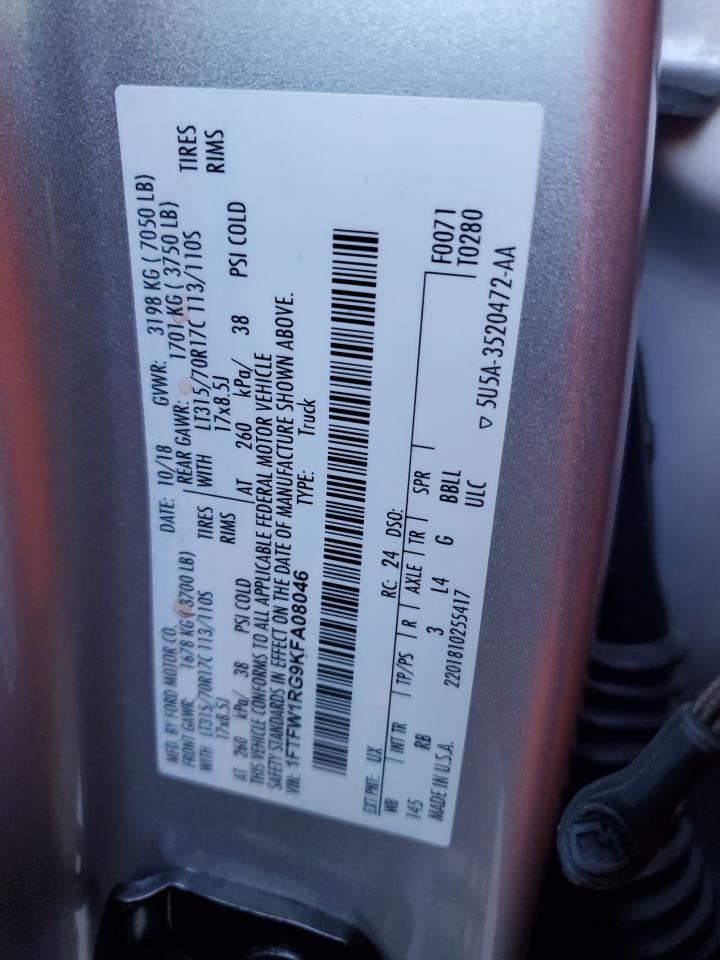 MFD. BY FORD MOTOR CO. DATE: 10/18 GVWR: 3198 KG ( 7050 LB)
FRONT GAWR: 1678 KG ( 3700 LB) REAR GAWR: 1701 KG ( 3750 LB)
WITH LT315/70R17C 113/110S TIRES WITH LT315/70R17C 113/110S TIRES
17x8.5J RIMS 17x8.5J RIMS
AT 260 kPa/ 38 PSI COLD AT 260 kPa/ 38 PSI COLD
THIS VEHICLE CONFORMS TO ALL APPLICABLE FEDERAL MOTOR VEHICLE
SAFETY STANDARDS IN EFFECT ON THE DATE OF MANUFACTURE SHOWN ABOVE.
VIN: 1FTFW1RG9KFA08046 TYPE: Truck
EXT PNT: UX RC: 24 DSO: F0071
T0280
WB INT TR TP/PS R AXLE TR SPR
145 RB 3 L4 G BBLL
MADE IN U.S.A. 2201810255417 ULC
▽ 5U5A-3520472-AA